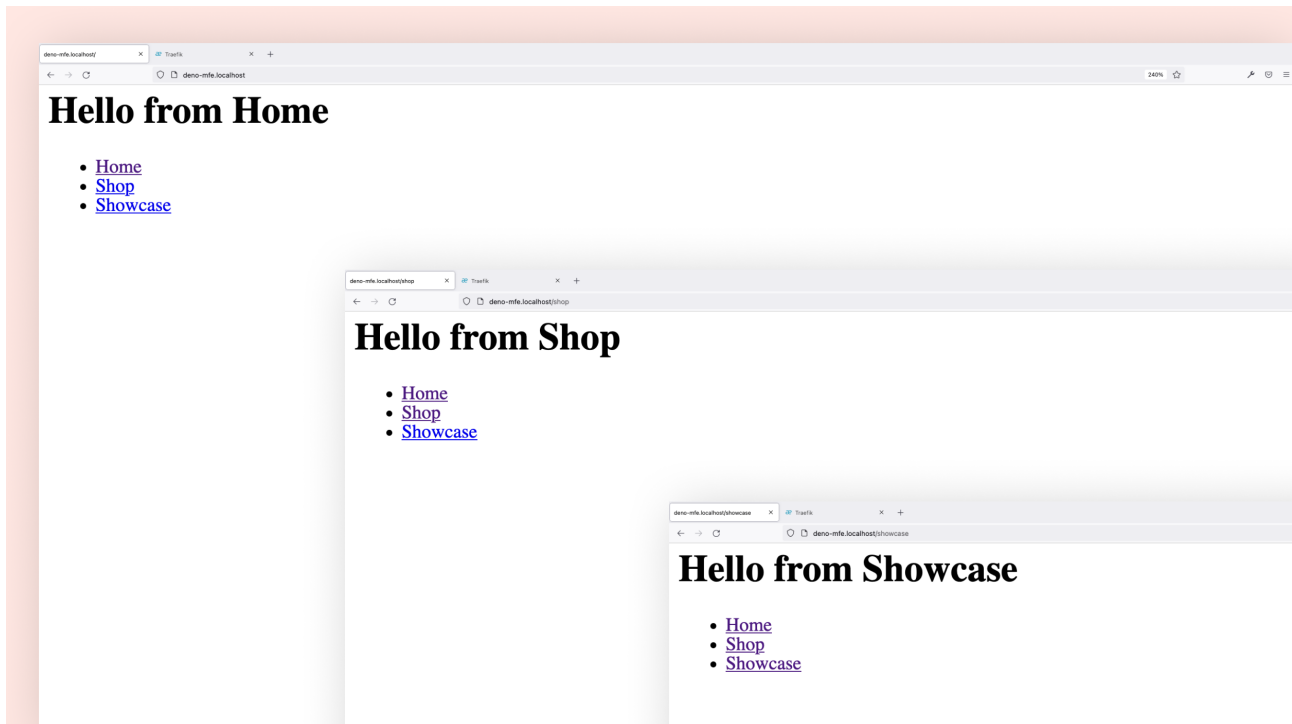 deno-mfe.localhost/ Traefik
deno-mfe.localhost 240%
Hello from Home
Home
Shop
Showcase
deno-mfe.localhost/shop Traefik
deno-mfe.localhost/shop
Hello from Shop
Home
Shop
Showcase
deno-mfe.localhost/showcase Traefik
deno-mfe.localhost/showcase
Hello from Showcase
Home
Shop
Showcase